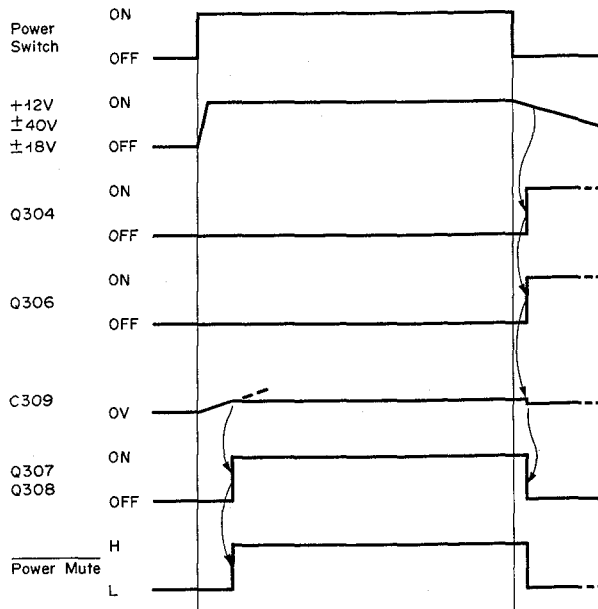 Power
Switch
ON
OFF
+12V
±40V
±18V
ON
OFF
Q304
ON
OFF
Q306
ON
OFF
C309
OV
Q307
Q308
ON
OFF
Power Mute
H
L